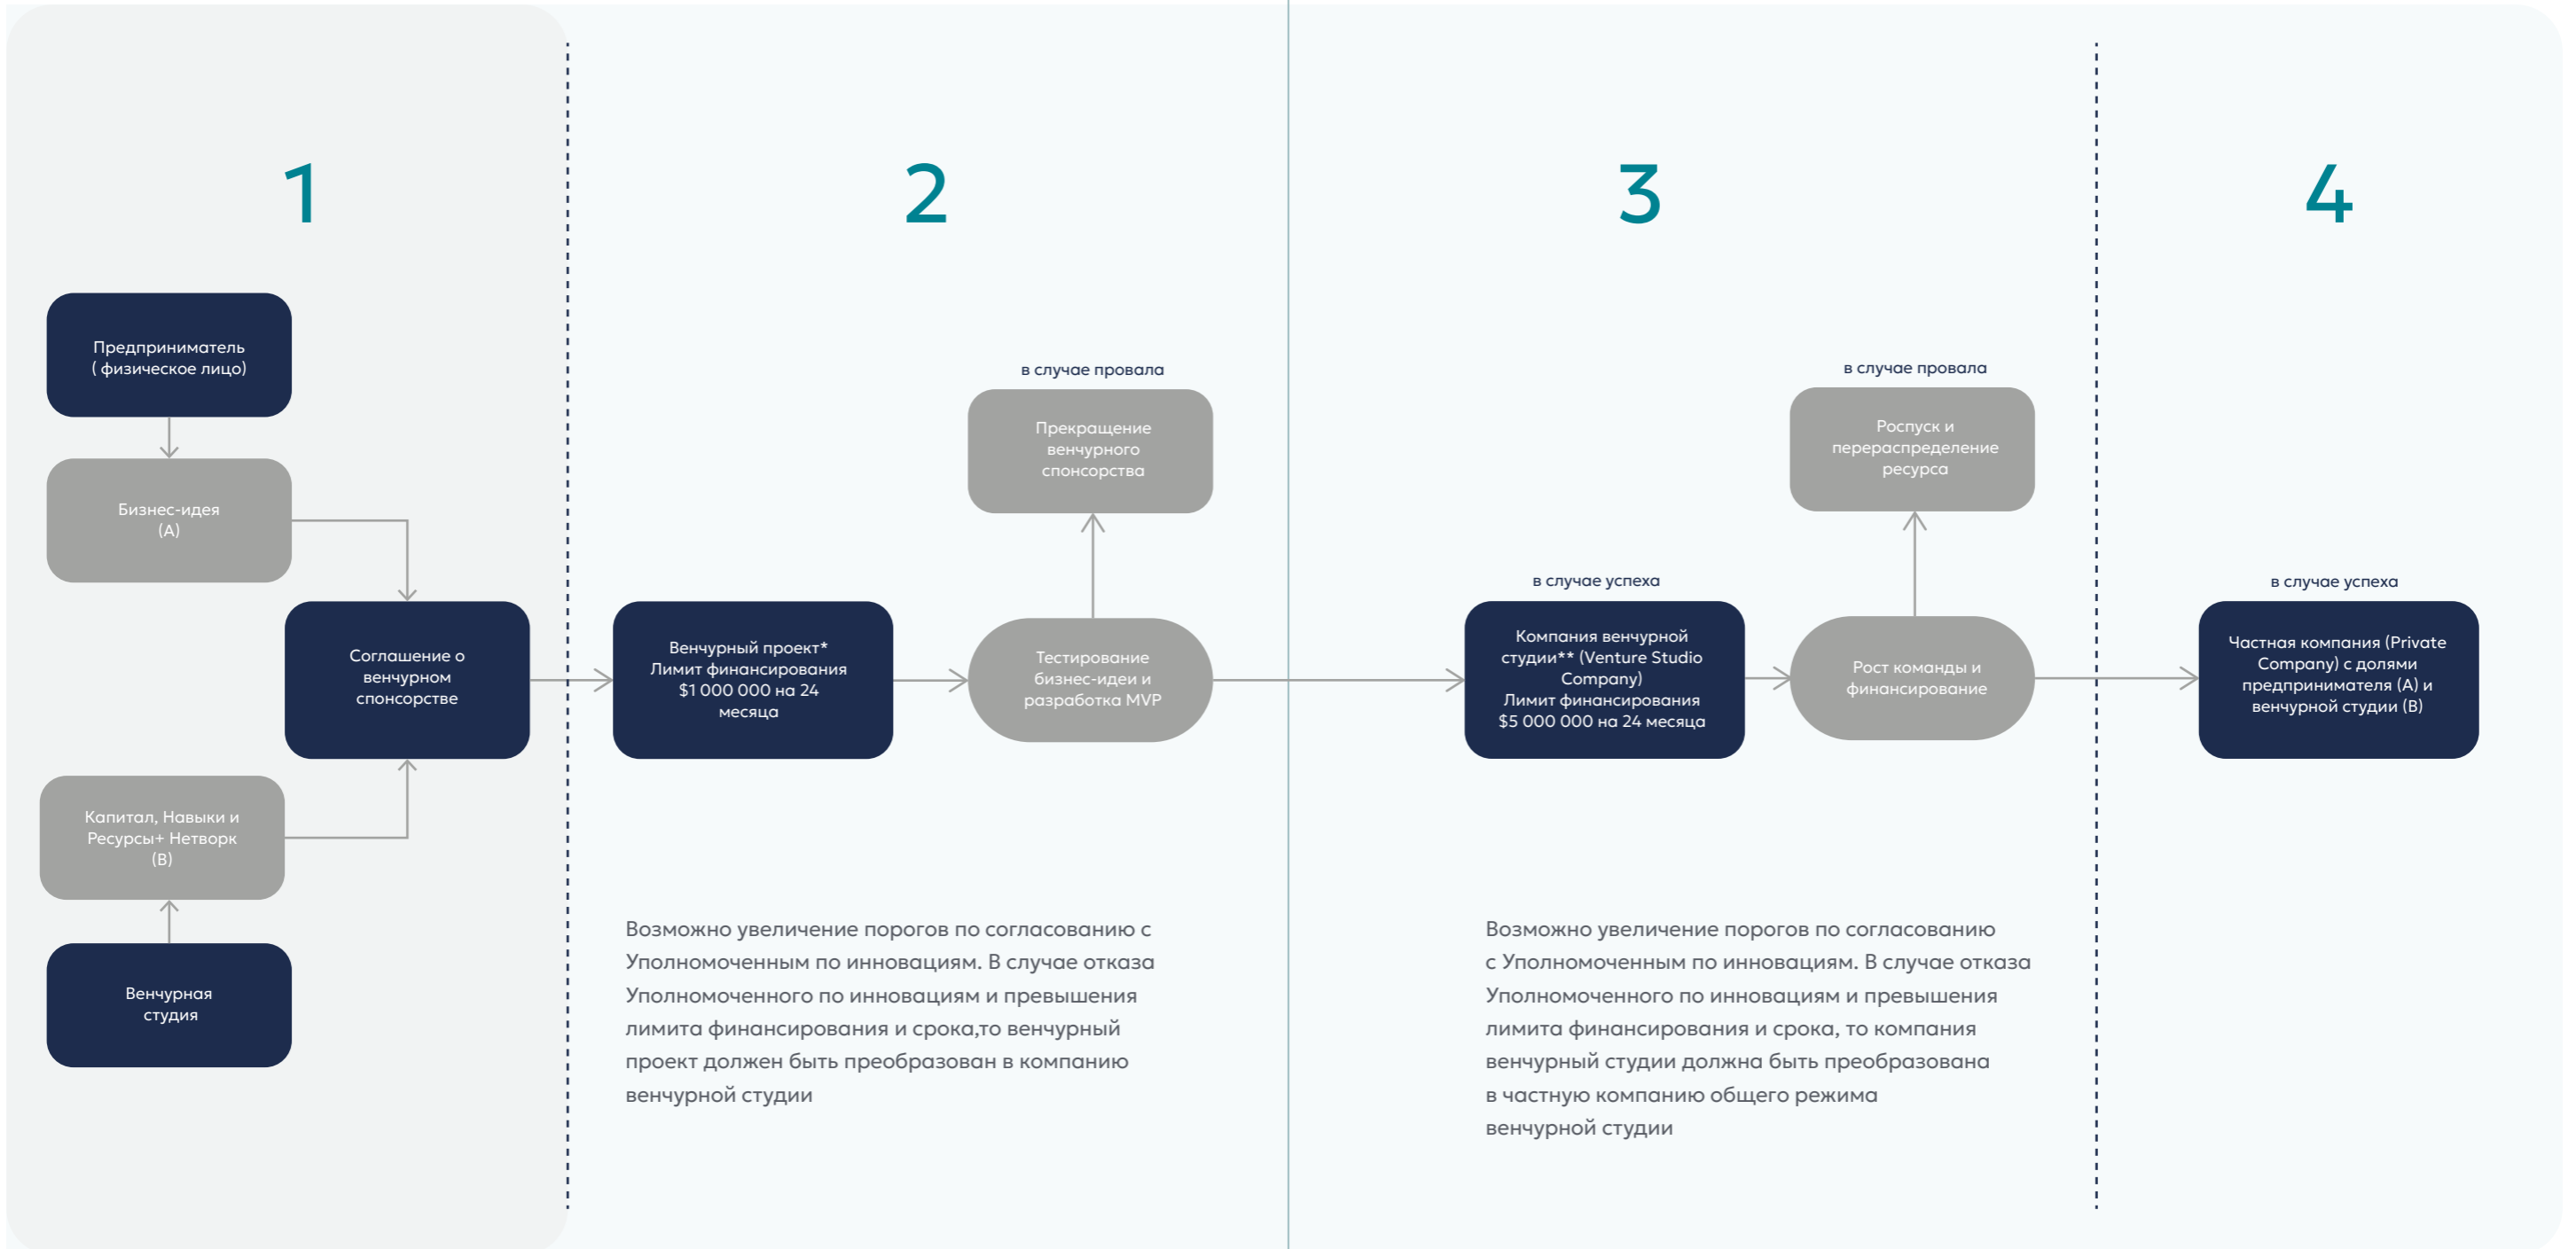 1
Предприниматель
( физическое лицо)
Бизнес-идея
(A)
Соглашение о
венчурном
спонсорстве
Капитал, Навыки и
Ресурсы+ Нетворк
(B)
Венчурная
студия
2
в случае провала
Прекращение
венчурного
спонсорства
Венчурный проект*
Лимит финансирования
$1 000 000 на 24
месяца
Тестирование
бизнес-идеи и
разработка MVP
Возможно увеличение порогов по согласованию с
Уполномоченным по инновациям. В случае отказа
Уполномоченного по инновациям и превышения
лимита финансирования и срока,то венчурный
проект должен быть преобразован в компанию
венчурной студии
3
в случае провала
Роспуск и
перераспределение
ресурса
в случае успеха
Компания венчурной
студии** (Venture Studio
Company)
Лимит финансирования
$5 000 000 на 24 месяца
Рост команды и
финансирование
Возможно увеличение порогов по согласованию
с Уполномоченным по инновациям. В случае отказа
Уполномоченного по инновациям и превышения
лимита финансирования и срока, то компания
венчурный студии должна быть преобразована
в частную компанию общего режима
венчурной студии
4
в случае успеха
Частная компания (Private
Company) с долями
предпринимателя (A) и
венчурной студии (B)